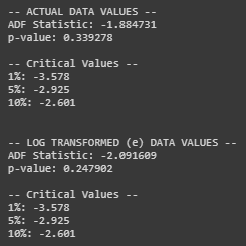 -- ACTUAL DATA VALUES --
ADF Statistic: -1.884731
p-value: 0.339278
-- Critical Values --
1%: -3.578
5%: -2.925
10%: -2.601
-- LOG TRANSFORMED (e) DATA VALUES --
ADF Statistic: -2.091609
p-value: 0.247902
-- Critical Values --
1%: -3.578
5%: -2.925
10%: -2.601